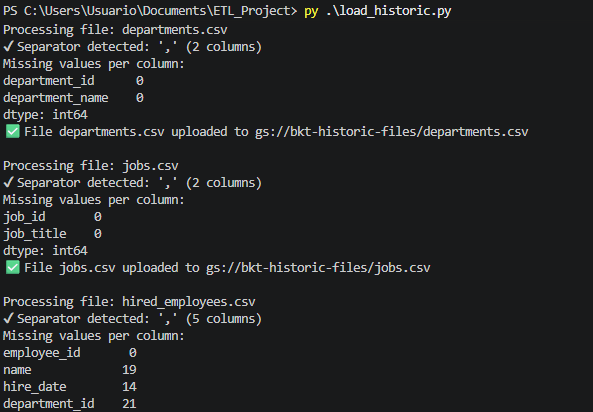 PS C:\Users\Usuario\Documents\ETL_Project> py .\load_historic.py
Processing file: departments.csv
✔ Separator detected: ',' (2 columns)
Missing values per column:
department_id 0
department_name 0
dtype: int64
✅ File departments.csv uploaded to gs://bkt-historic-files/departments.csv
Processing file: jobs.csv
✔ Separator detected: ',' (2 columns)
Missing values per column:
job_id 0
job_title 0
dtype: int64
✅ File jobs.csv uploaded to gs://bkt-historic-files/jobs.csv
Processing file: hired_employees.csv
✔ Separator detected: ',' (5 columns)
Missing values per column:
employee_id 0
name 19
hire_date 14
department_id 21